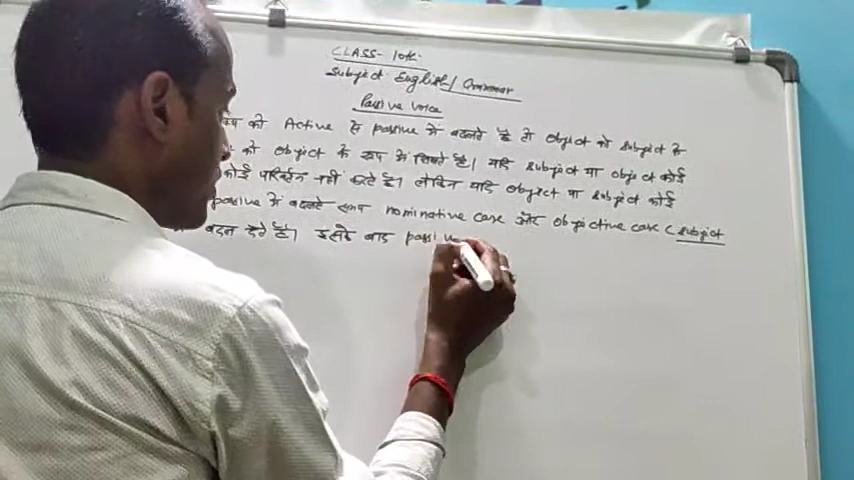 CLASS- 10th
Subject- English/Grammar
Passive voice
को Active से passive में बदलते हैं तो object को subject के
को object के रूप में लिखते हैं। यदि subject या object कोई
कोई परिवर्तन नहीं करते हैं। लेकिन यदि object या subject कोई
passive में बदलते समय nominative case और objective case (subject
बदल देते हैं। इसके बाद passiv